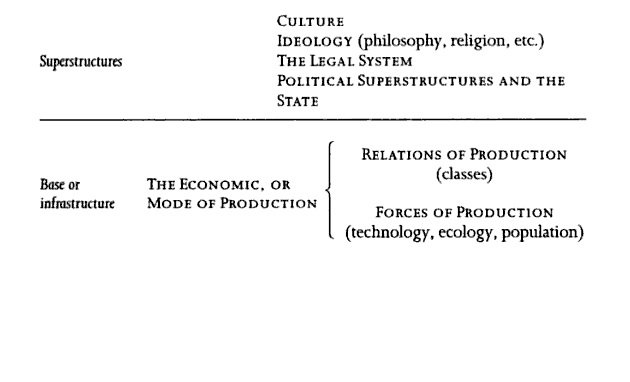 CULTURE
IDEOLOGY (philosophy, religion, etc.)
Superstructures
THE LEGAL SYSTEM
POLITICAL SUPERSTRUCTURES AND THE
STATE
RELATIONS OF PRODUCTION
(classes)
Base or
infrastructure
THE ECONOMIC, OR
MODE OF PRODUCTION
FORCES OF PRODUCTION
(technology, ecology, population)